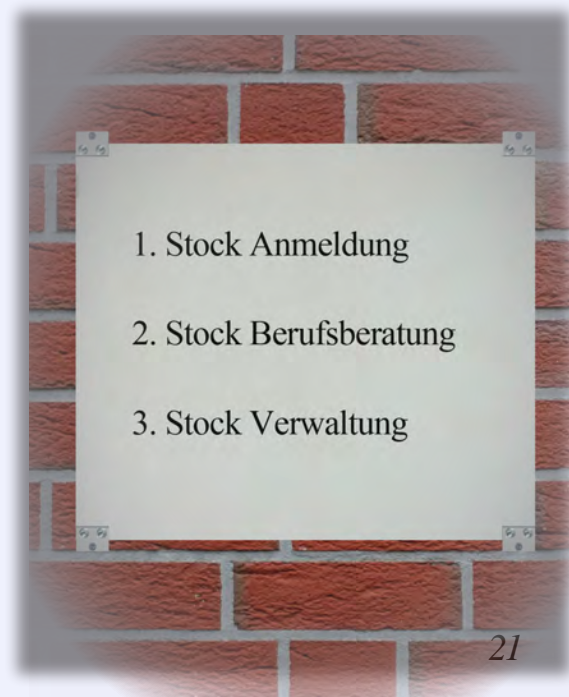 1. Stock Anmeldung
2. Stock Berufsberatung
3. Stock Verwaltung
21